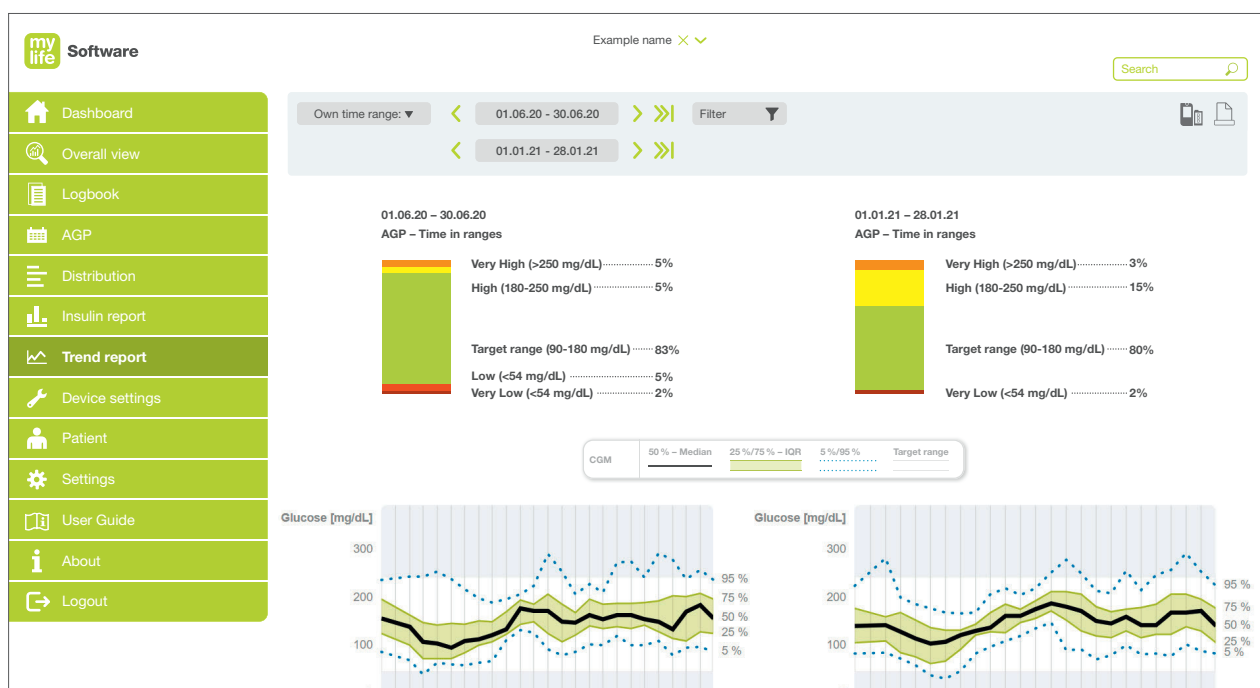 my
life
Software
Example name
Search
Dashboard
Overall view
Logbook
AGP
Distribution
Insulin report
Trend report
Device settings
Patient
Settings
User Guide
About
Logout
Own time range: ▼
01.06.20 - 30.06.20
Filter
01.01.21 - 28.01.21
01.06.20 – 30.06.20
AGP – Time in ranges
Very High (>250 mg/dL) 5%
High (180-250 mg/dL) 5%
Target range (90-180 mg/dL) 83%
Low (<54 mg/dL) 5%
Very Low (<54 mg/dL) 2%
01.01.21 – 28.01.21
AGP – Time in ranges
Very High (>250 mg/dL) 3%
High (180-250 mg/dL) 15%
Target range (90-180 mg/dL) 80%
Very Low (<54 mg/dL) 2%
CGM
50 % – Median
25 %/75 % – IQR
5 %/95 %
Target range
Glucose [mg/dL]
300
200
100
95 %
75 %
50 %
25 %
5 %
Glucose [mg/dL]
300
200
100
95 %
75 %
50 %
25 %
5 %